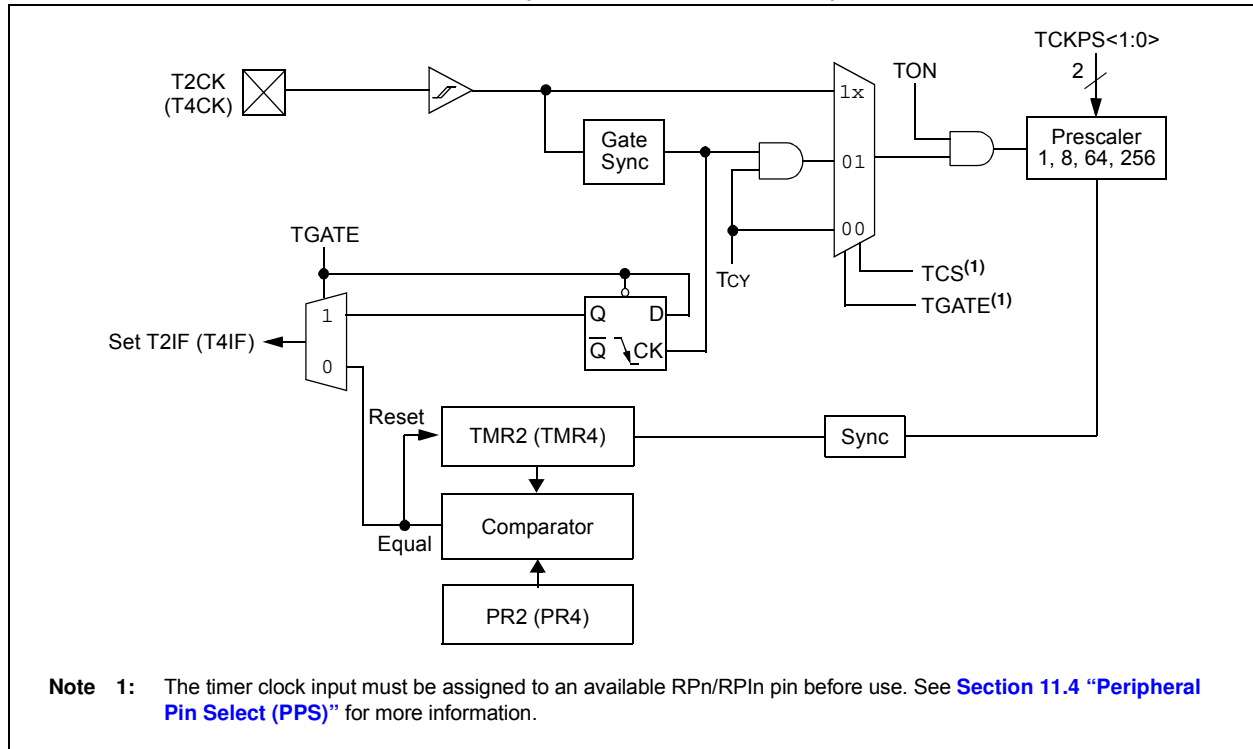 TCKPS<1:0>
2
TON
T2CK
(T4CK)
1x
Gate
Sync
01
Prescaler
1, 8, 64, 256
00
TGATE
TCY
TCS(1)
TGATE(1)
1
Q D
Set T2IF (T4IF)
Q CK
0
Reset
TMR2 (TMR4)
Sync
Comparator
Equal
PR2 (PR4)
Note 1: The timer clock input must be assigned to an available RPn/RPIn pin before use. See Section 11.4 “Peripheral
Pin Select (PPS)” for more information.